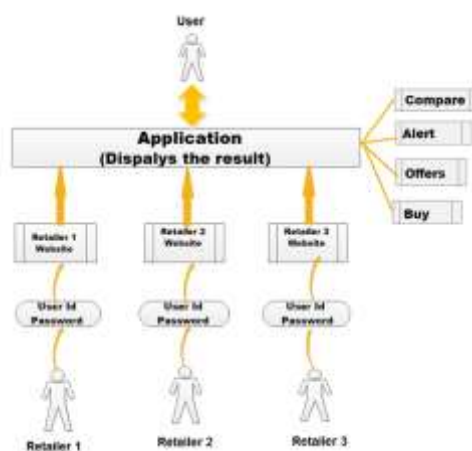 User
Compare
Application
(Dispalys the result)
Alert
Offers
Buy
Retailer 1
Website
Retailer 2
Website
Retailer 3
Website
User Id
Password
User Id
Password
User Id
Password
Retailer 1
Retailer 2
Retailer 3